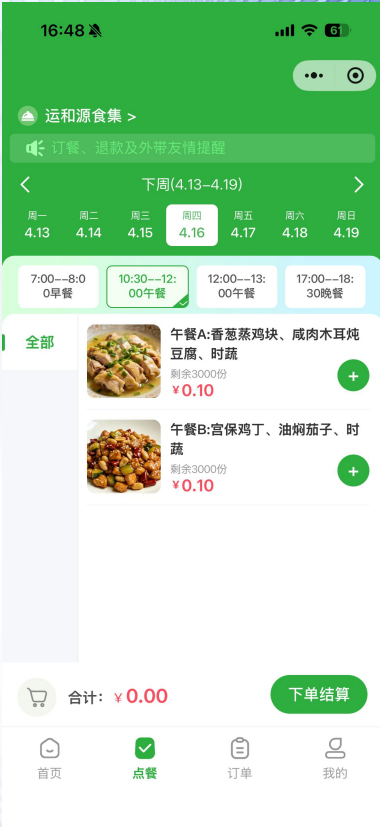 16:48
61
运和源食集 >
订餐、退款及外带友情提醒
下周(4.13-4.19)
周一 周二 周三 周四 周五 周六 周日
4.13 4.14 4.15 4.16 4.17 4.18 4.19
7:00--8:0 10:30--12: 12:00--13: 17:00--18:
0早餐 00午餐 00午餐 30晚餐
全部
午餐A:香葱蒸鸡块、咸肉木耳炖
豆腐、时蔬
剩余3000份
¥0.10
+
午餐B:宫保鸡丁、油焖茄子、时
蔬
剩余3000份
¥0.10
+
合计: ¥ 0.00
下单结算
首页 点餐 订单 我的